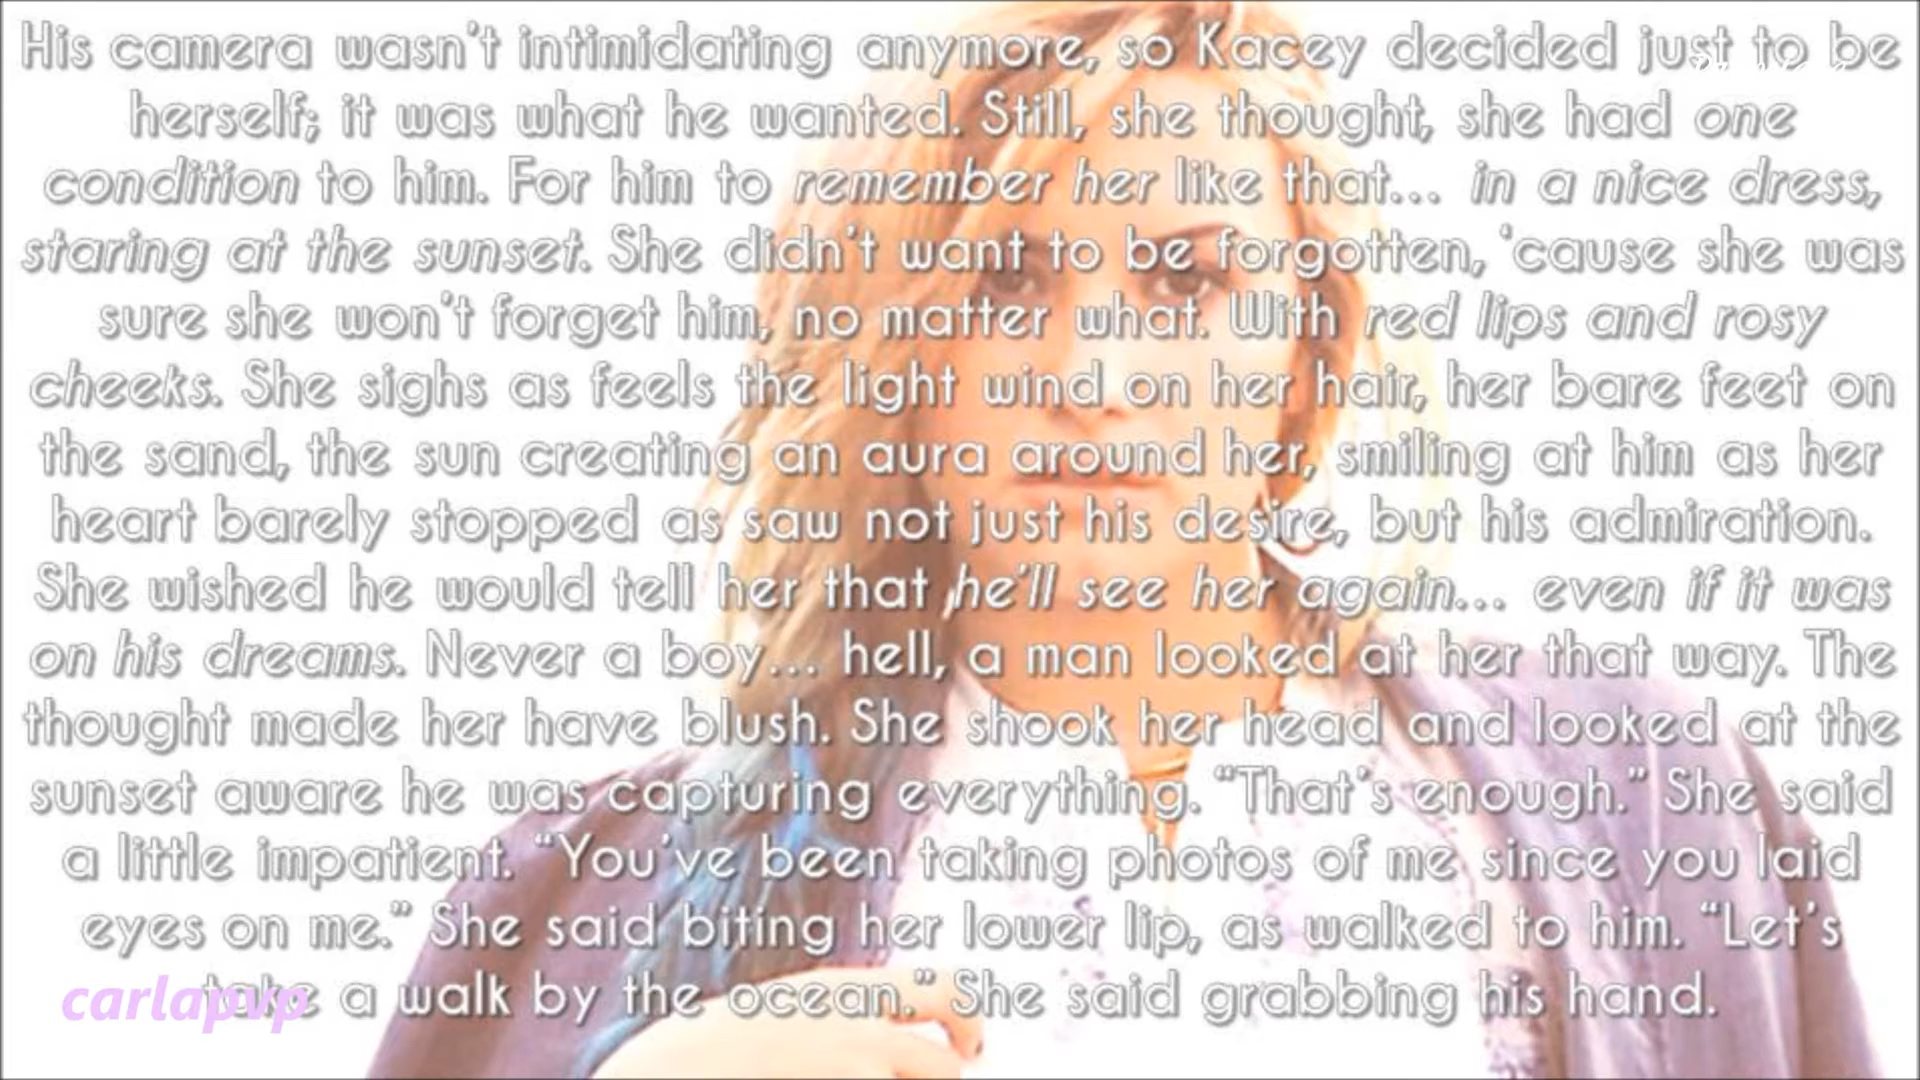 His camera wasn't intimidating anymore, so Kacey decided just to be
herself; it was what he wanted. Still, she thought, she had one
condition to him. For him to remember her like that... in a nice dress,
staring at the sunset. She didn't want to be forgotten, 'cause she was
sure she won't forget him, no matter what. With red lips and rosy
cheeks. She sighs as feels the light wind on her hair, her bare feet on
the sand, the sun creating an aura around her, smiling at him as her
heart barely stopped as saw not just his desire, but his admiration.
She wished he would tell her that he'll see her again... even if it was
on his dreams. Never a boy... hell, a man looked at her that way. The
thought made her have blush. She shook her head and looked at the
sunset aware he was capturing everything. “That's enough.” She said
a little impatient. “You've been taking photos of me since you laid
eyes on me.” She said biting her lower lip, as walked to him. “Let's
take a walk by the ocean.” She said grabbing his hand.
carlapvp